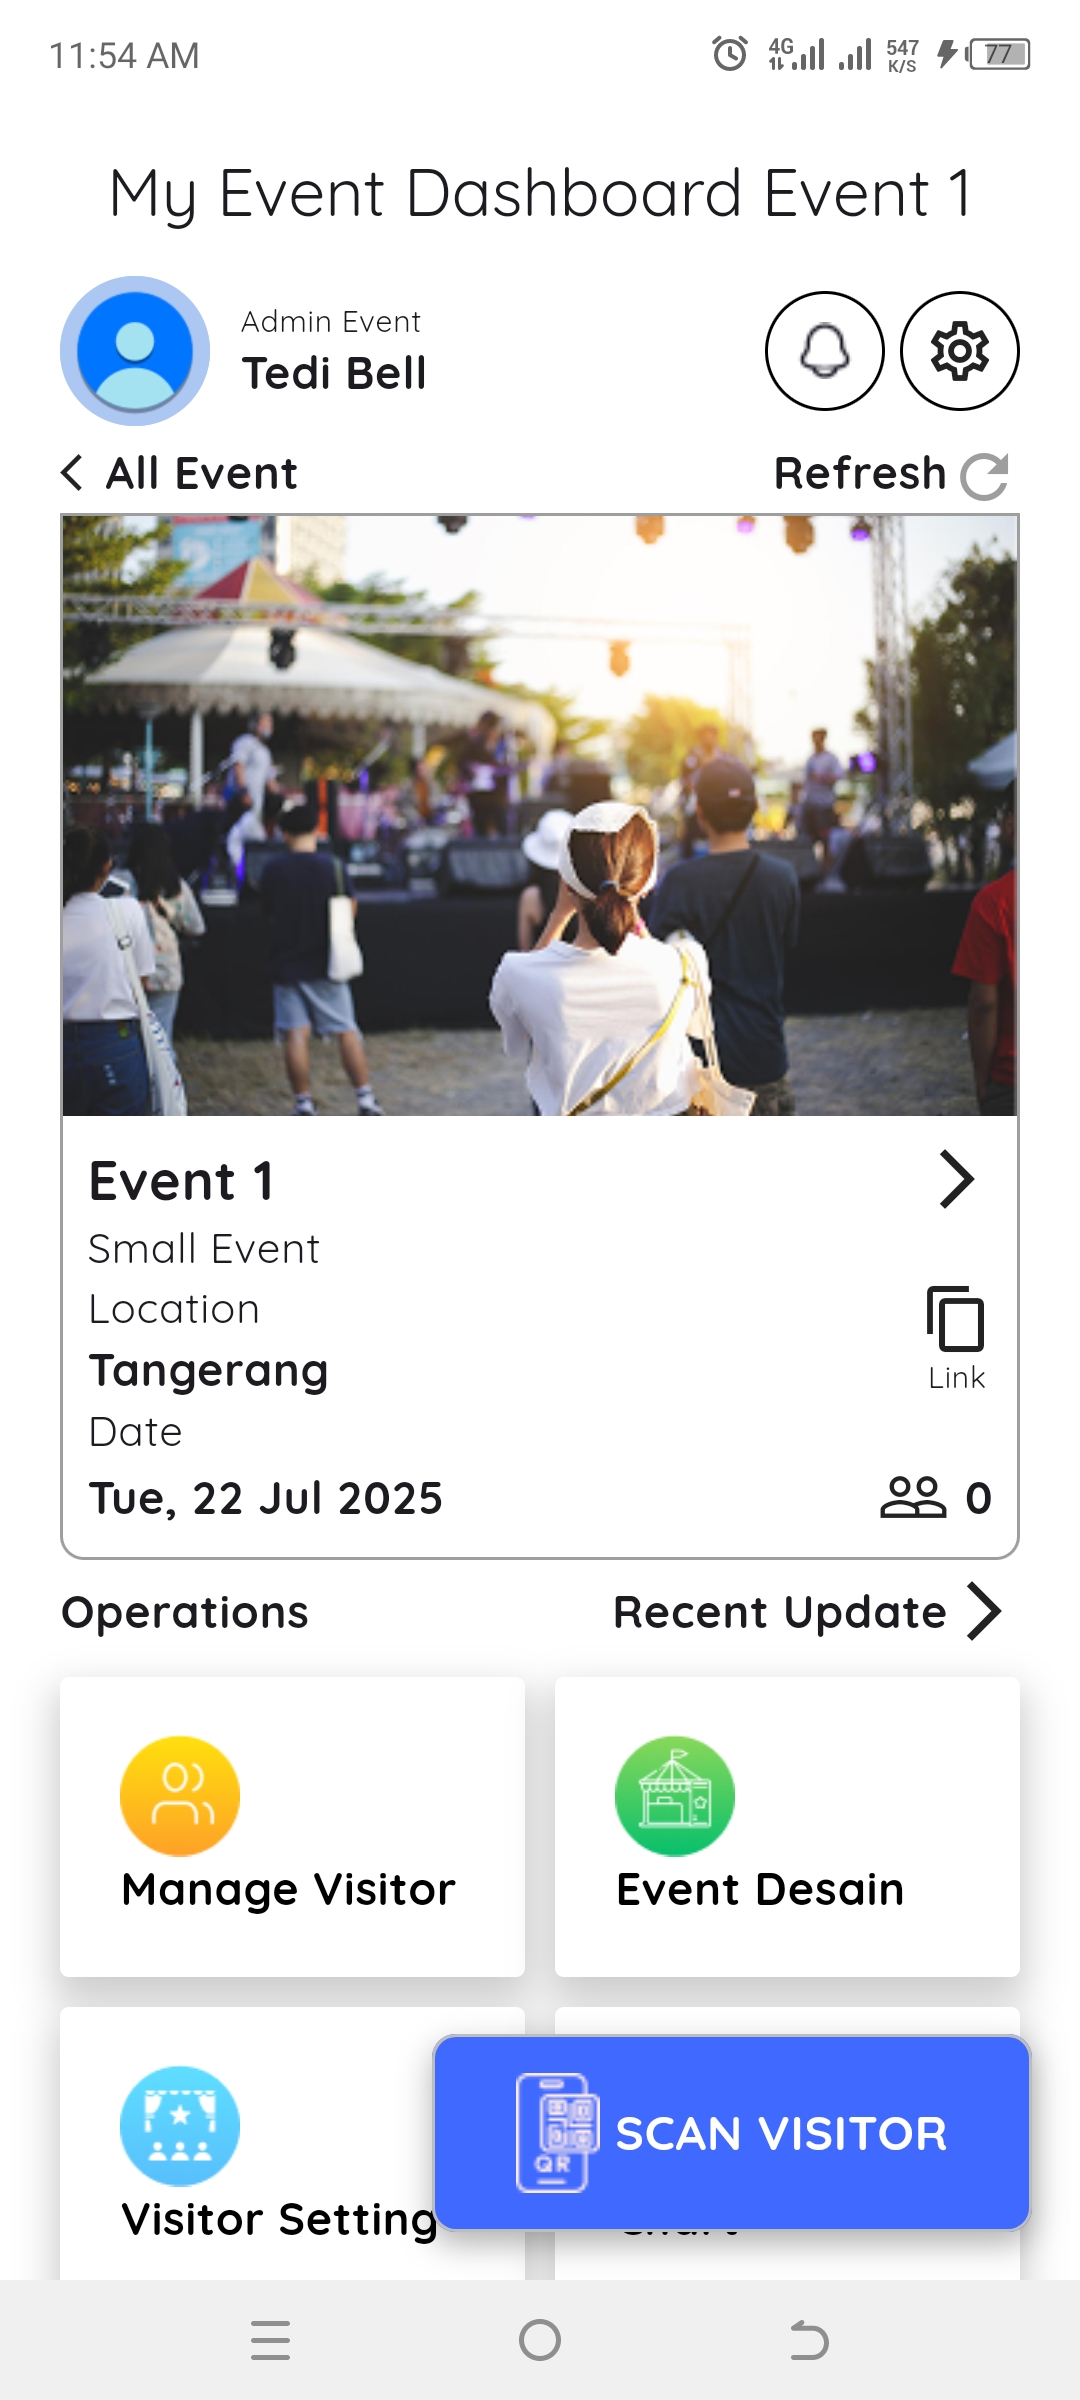 11:54 AM
4G
547
K/S
77
My Event Dashboard Event 1
Admin Event
Tedi Bell
All Event
Refresh
Event 1
Small Event
Location
Tangerang
Link
Date
Tue, 22 Jul 2025
0
Operations
Recent Update
Manage Visitor
Event Desain
QR
SCAN VISITOR
Visitor Setting